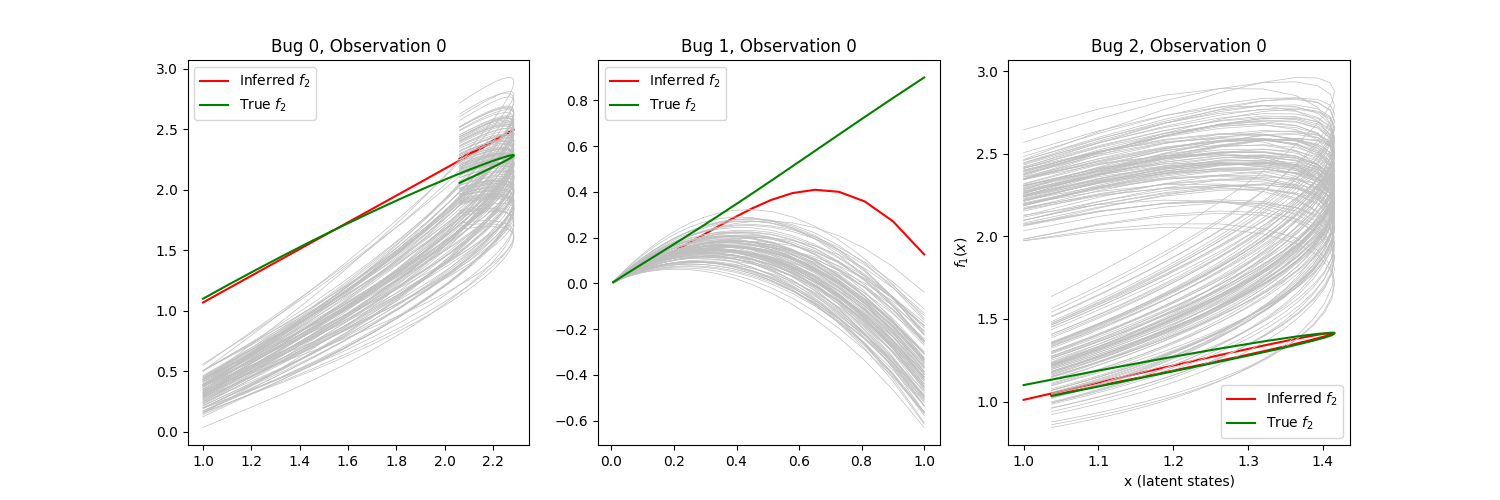 Bug 0, Observation 0
Inferred f₂
True f₂
3.0
2.5
2.0
1.5
1.0
0.5
0.0
1.0 1.2 1.4 1.6 1.8 2.0 2.2
Bug 1, Observation 0
Inferred f₂
True f₂
0.8
0.6
0.4
0.2
0.0
−0.2
−0.4
−0.6
0.0 0.2 0.4 0.6 0.8 1.0
Bug 2, Observation 0
f₁(x)
3.0
2.5
2.0
1.5
1.0
Inferred f₂
True f₂
1.0 1.1 1.2 1.3 1.4
x (latent states)